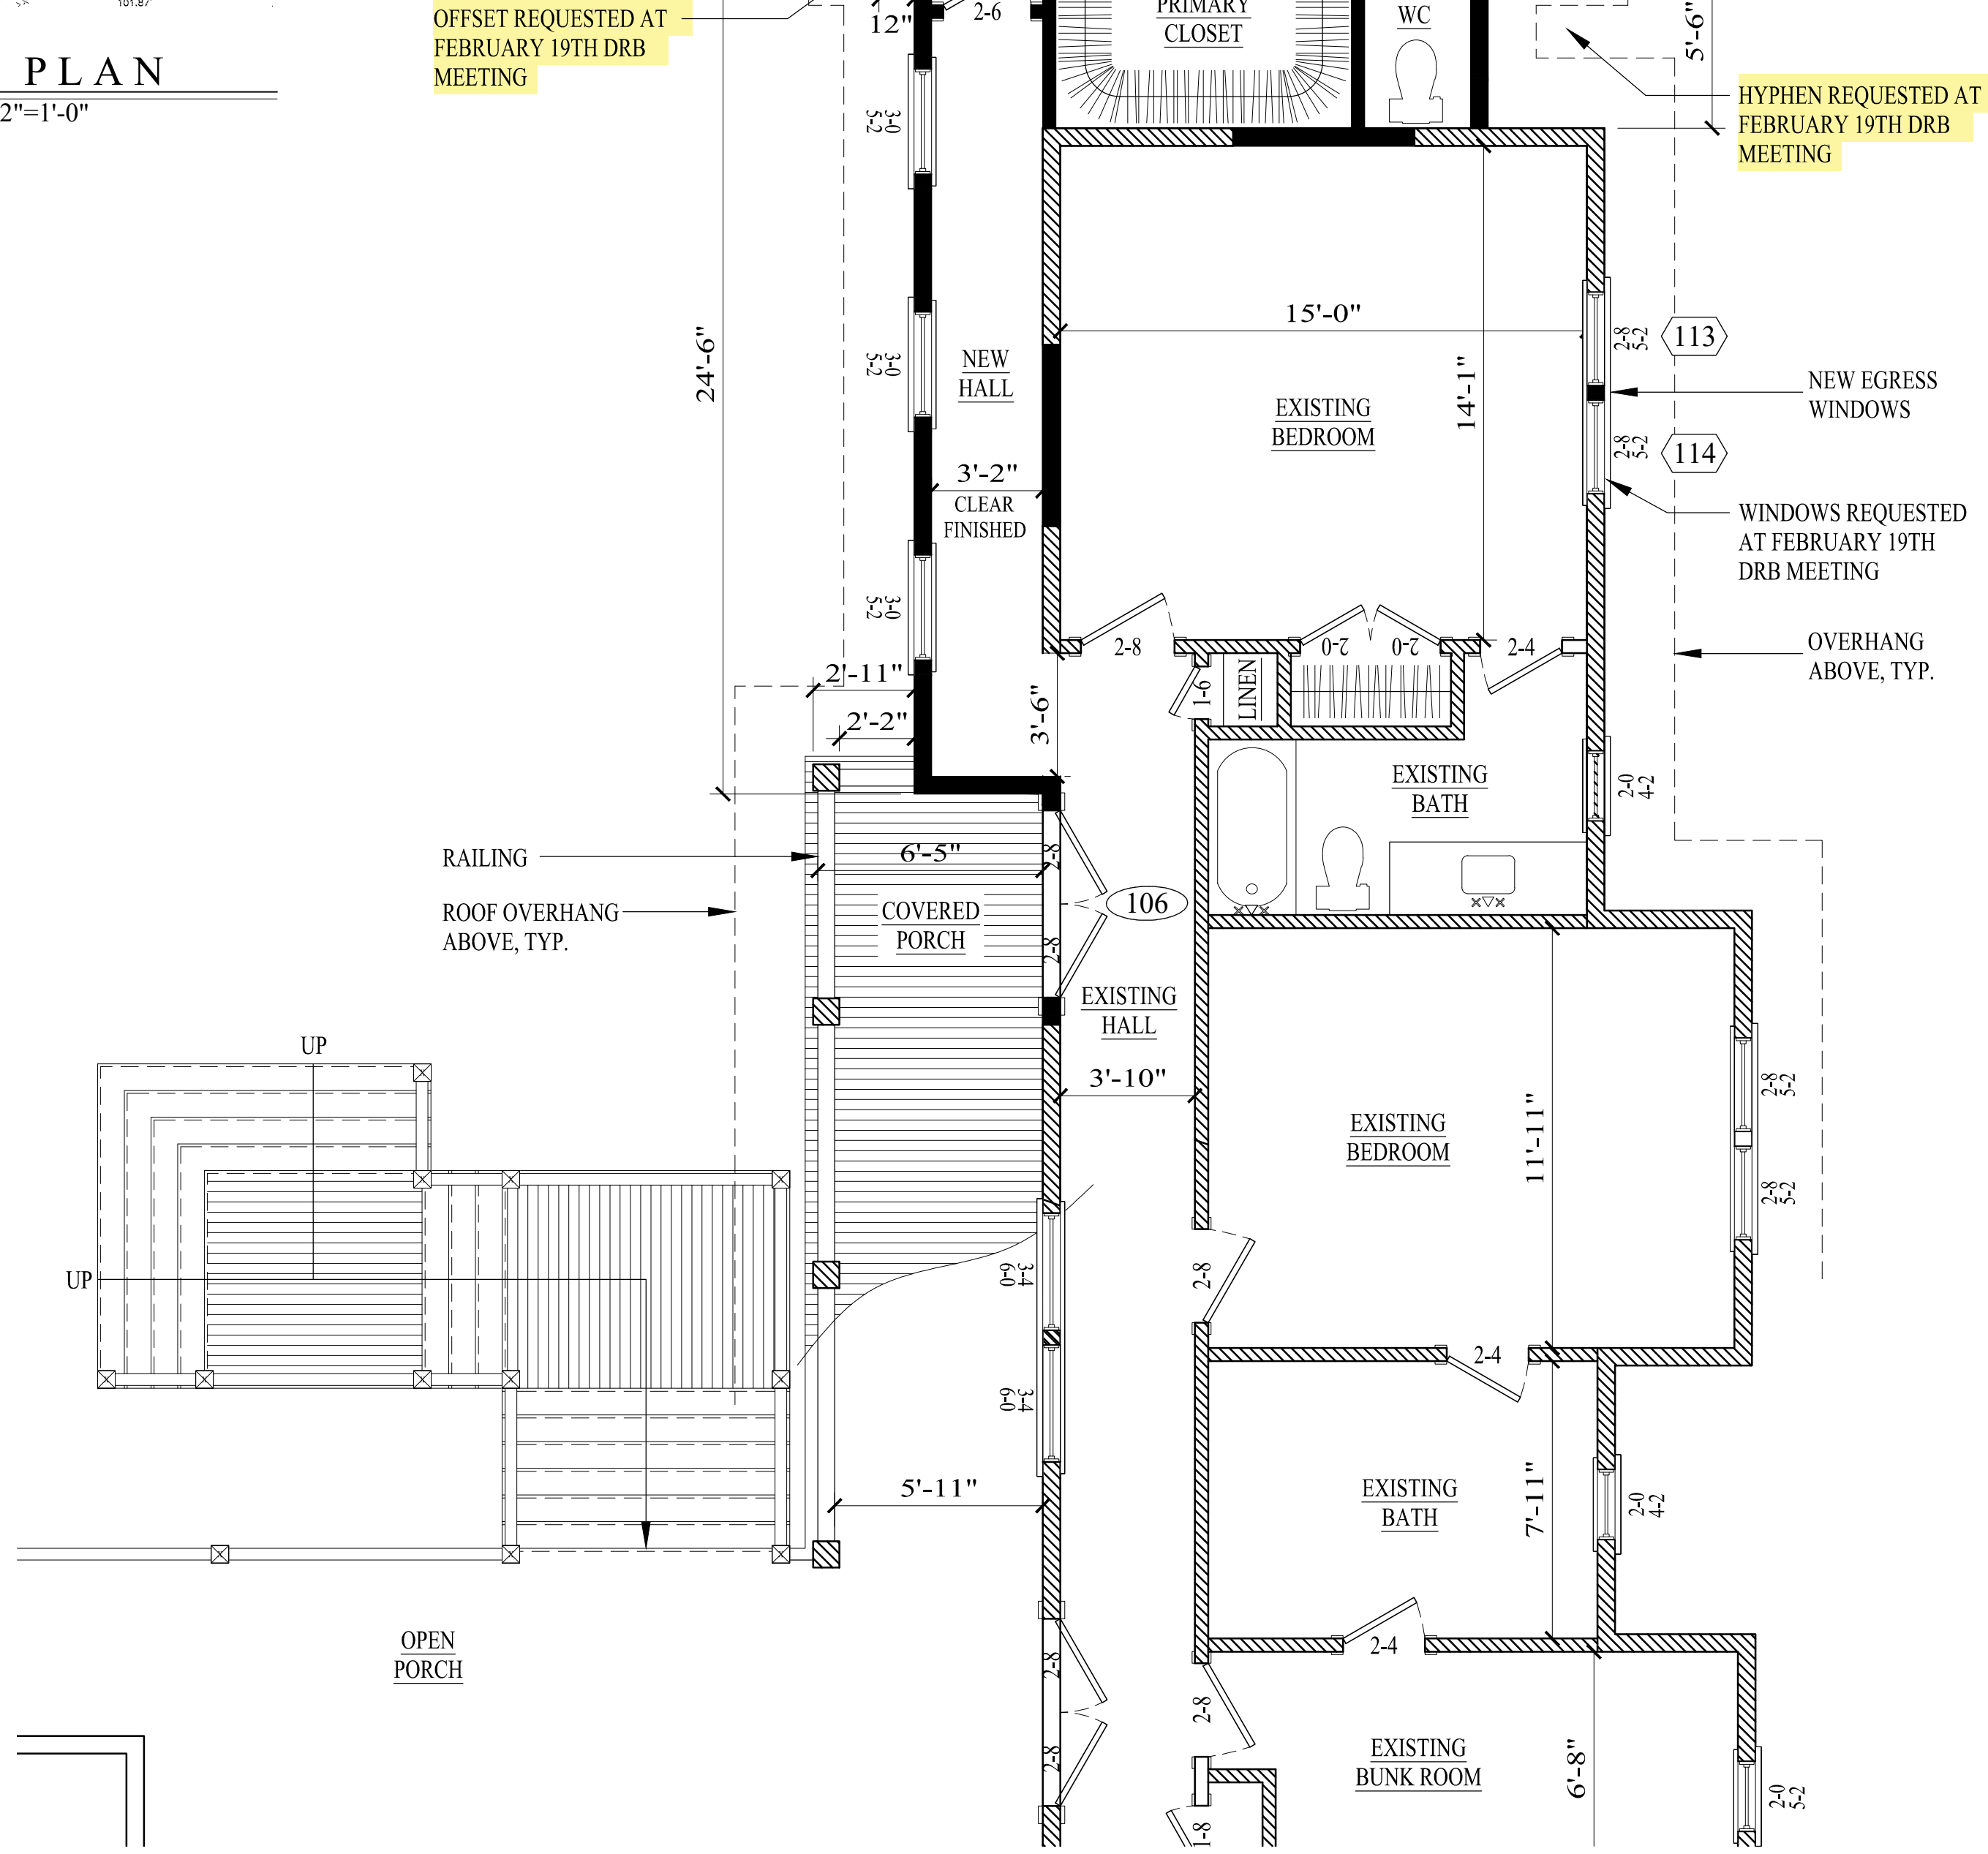 101.87'
OFFSET REQUESTED AT
FEBRUARY 19TH DRB
MEETING
PLAN
2"=1'-0"
12"
2-6
PRIMARY
CLOSET
WC
5'-6"
HYPHEN REQUESTED AT
FEBRUARY 19TH DRB
MEETING
3-0
5-2
24'-6"
3-0
5-2
NEW
HALL
15'-0"
14'-1"
EXISTING
BEDROOM
2-8
5-2
113
NEW EGRESS
WINDOWS
2-8
5-2
114
3'-2"
CLEAR
FINISHED
WINDOWS REQUESTED
AT FEBRUARY 19TH
DRB MEETING
3-0
5-2
2-8
2-0
2-0
2-4
OVERHANG
ABOVE, TYP.
2'-11"
2'-2"
3'-6"
1-6
LINEN
EXISTING
BATH
2-0
4-2
RAILING
6'-5"
2-8
ROOF OVERHANG
ABOVE, TYP.
COVERED
PORCH
106
2-8
EXISTING
HALL
3'-10"
UP
UP
EXISTING
BEDROOM
11'-11"
2-8
5-2
2-8
5-2
3-4
6-0
2-8
2-4
3-4
6-0
5'-11"
EXISTING
BATH
7'-11"
2-0
4-2
OPEN
PORCH
2-4
2-8
2-8
2-8
EXISTING
BUNK ROOM
6'-8"
2-0
5-2
1-8